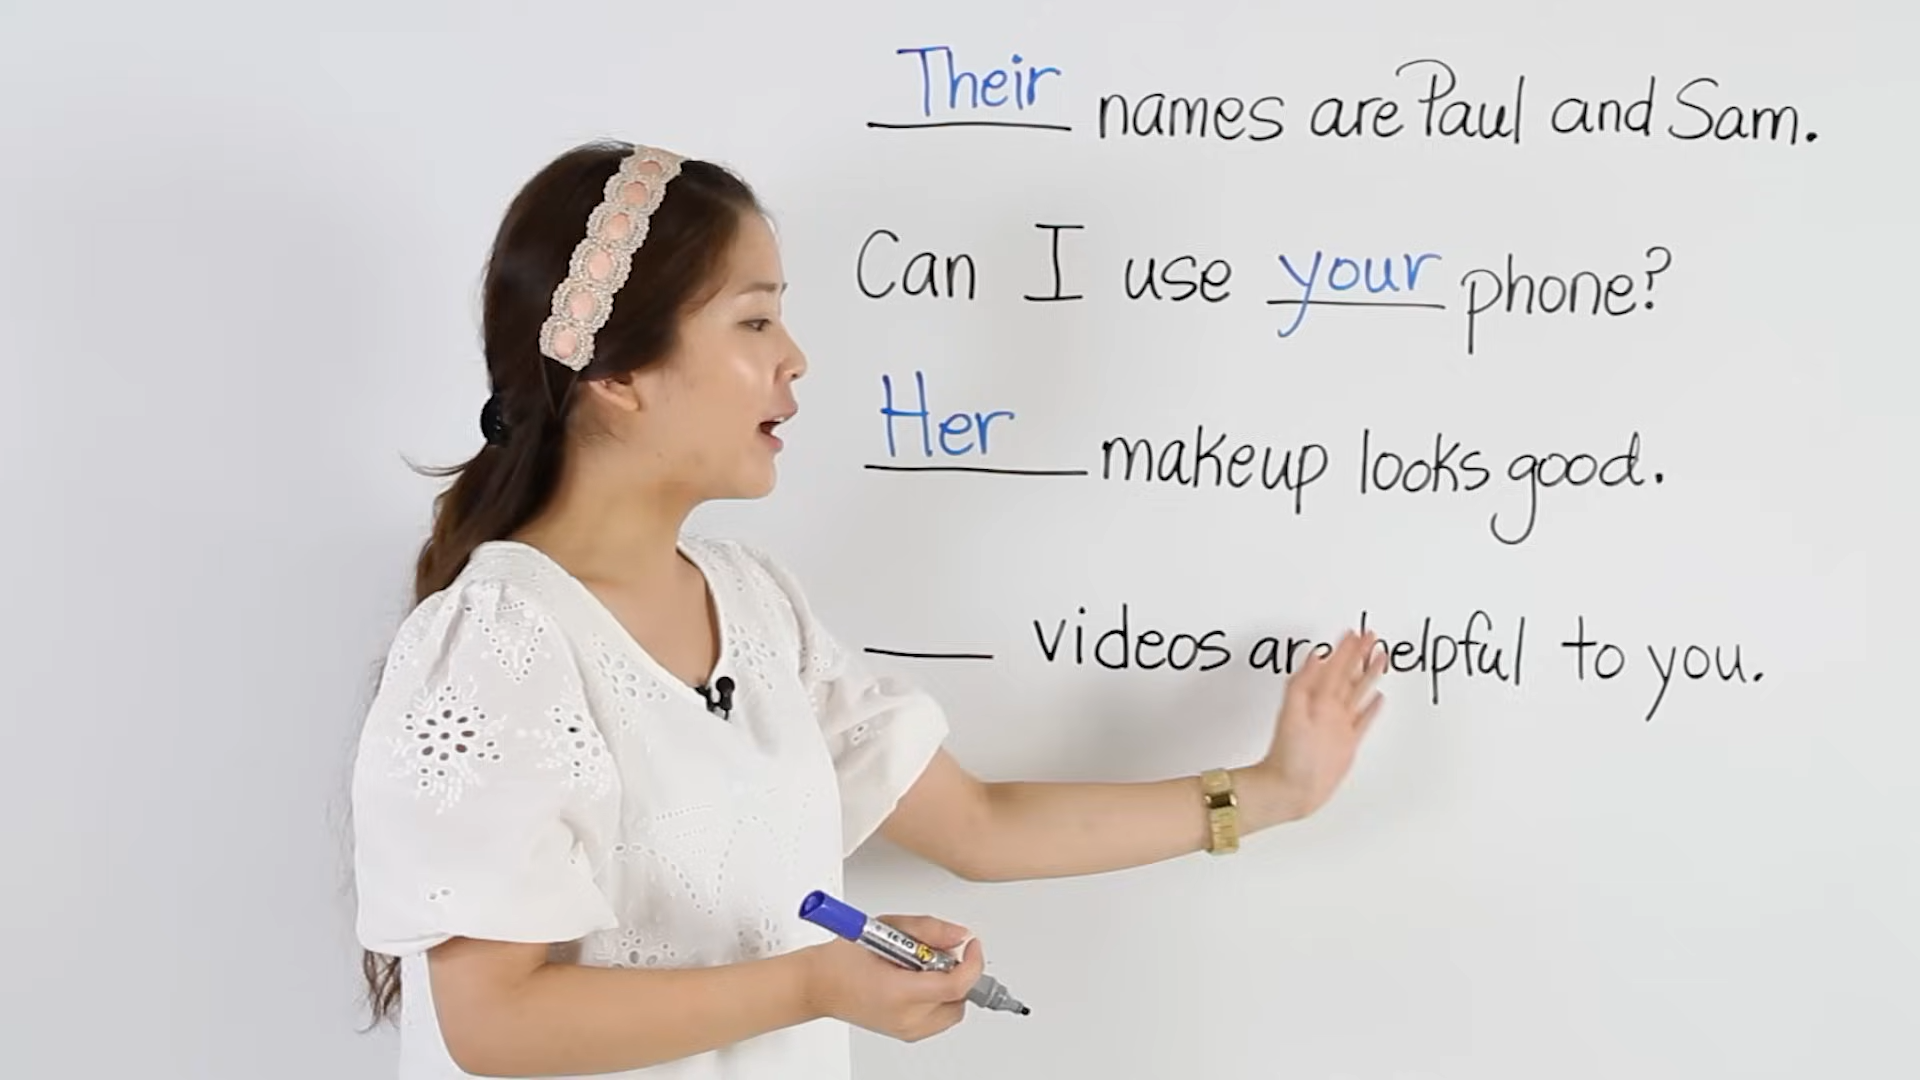 Their names are Paul and Sam.
Can I use your phone?
Her makeup looks good.
___ videos are helpful to you.